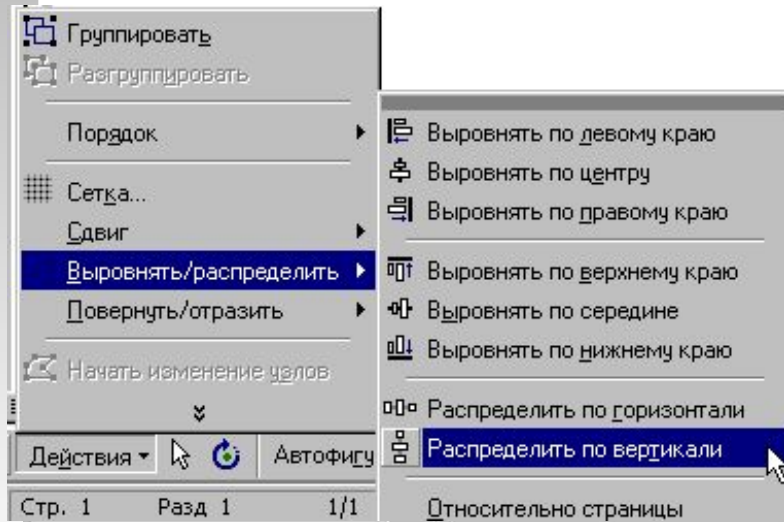 Группировать
Разгруппировать
Порядок
Сетка...
Сдвиг
Выровнять/распределить
Повернуть/отразить
Начать изменение узлов
Выровнять по левому краю
Выровнять по центру
Выровнять по правому краю
Выровнять по верхнему краю
Выровнять по середине
Выровнять по нижнему краю
Распределить по горизонтали
Распределить по вертикали
Относительно страницы
Действия Автофигу
Стр. 1 Разд 1 1/1